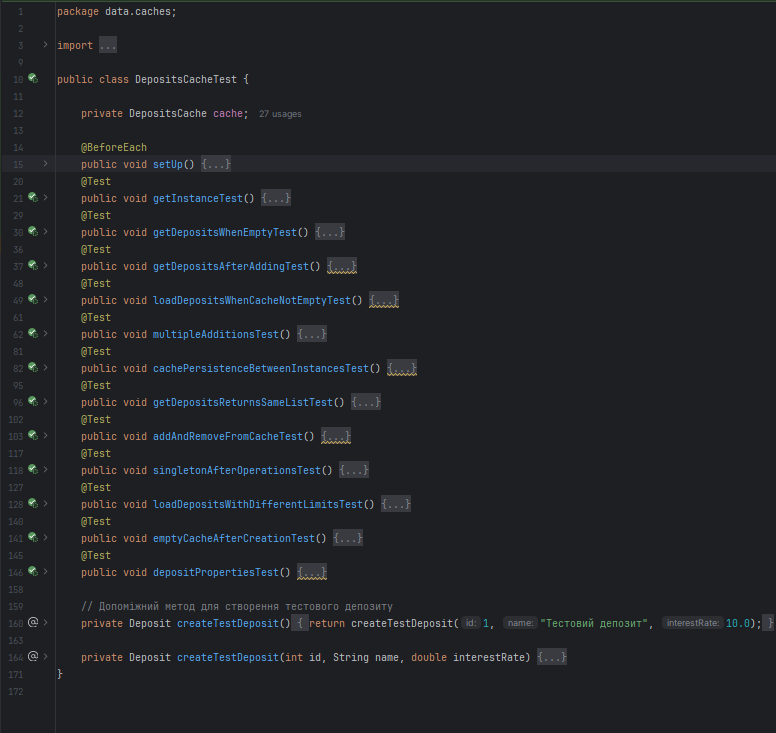 1 package data.caches;
2
3 import ...
9
10 public class DepositsCacheTest {
11
12 private DepositsCache cache; 27 usages
13
14 @BeforeEach
15 public void setUp() {...}
20 @Test
21 public void getInstanceTest() {...}
29 @Test
30 public void getDepositsWhenEmptyTest() {...}
36 @Test
37 public void getDepositsAfterAddingTest() {...}
48 @Test
49 public void loadDepositsWhenCacheNotEmptyTest() {...}
61 @Test
62 public void multipleAdditionsTest() {...}
81 @Test
82 public void cachePersistenceBetweenInstancesTest() {...}
95 @Test
96 public void getDepositsReturnsSameListTest() {...}
102 @Test
103 public void addAndRemoveFromCacheTest() {...}
117 @Test
118 public void singletonAfterOperationsTest() {...}
127 @Test
128 public void loadDepositsWithDifferentLimitsTest() {...}
140 @Test
141 public void emptyCacheAfterCreationTest() {...}
145 @Test
146 public void depositPropertiesTest() {...}
158
159 // Допоміжний метод для створення тестового депозиту
160 private Deposit createTestDeposit() { return createTestDeposit( id: 1, name: "Тестовий депозит", interestRate: 10.0); }
163
164 private Deposit createTestDeposit(int id, String name, double interestRate) {...}
171 }
172